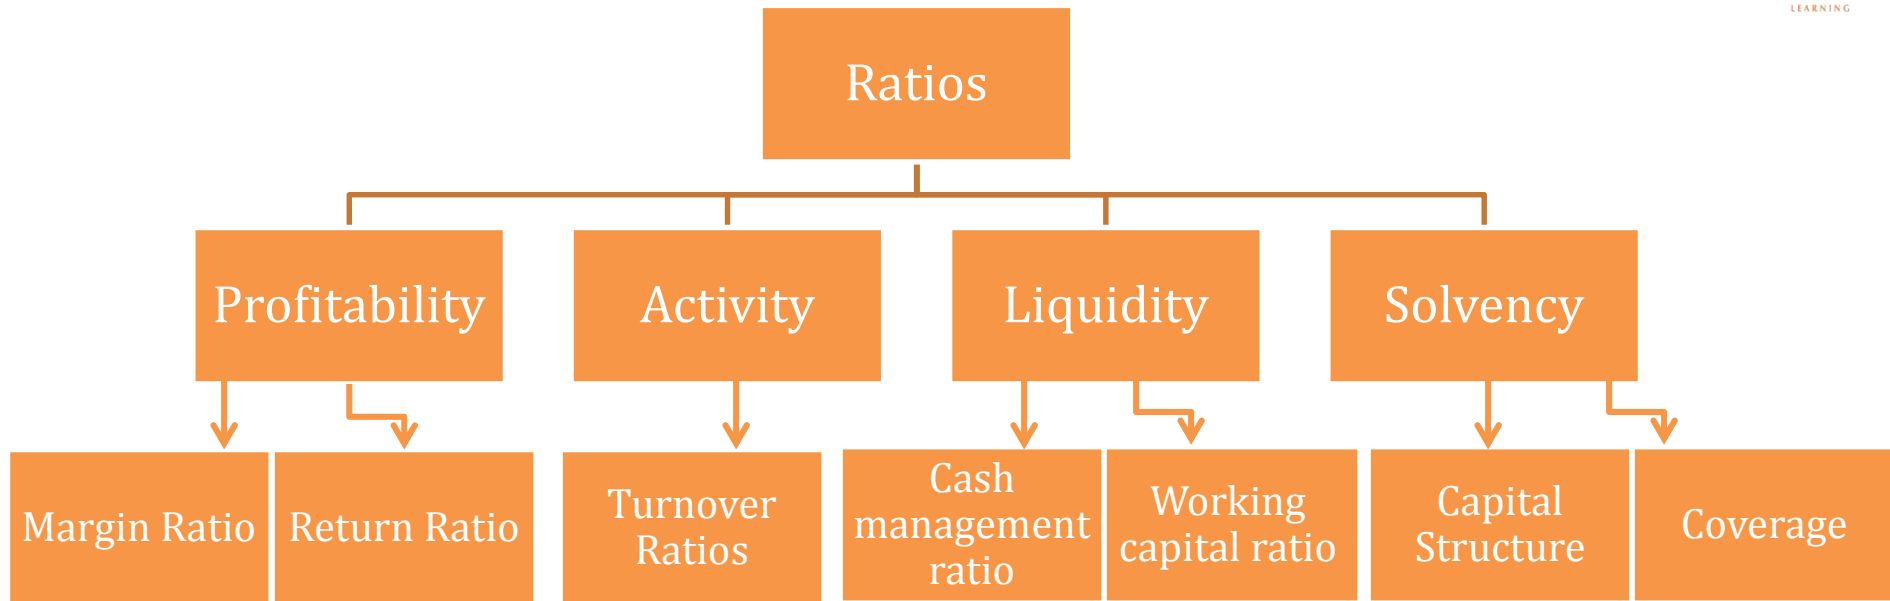 LEARNING
Ratios
Profitability
Activity
Liquidity
Solvency
Margin Ratio
Return Ratio
Turnover
Ratios
Cash
management
ratio
Working
capital ratio
Capital
Structure
Coverage